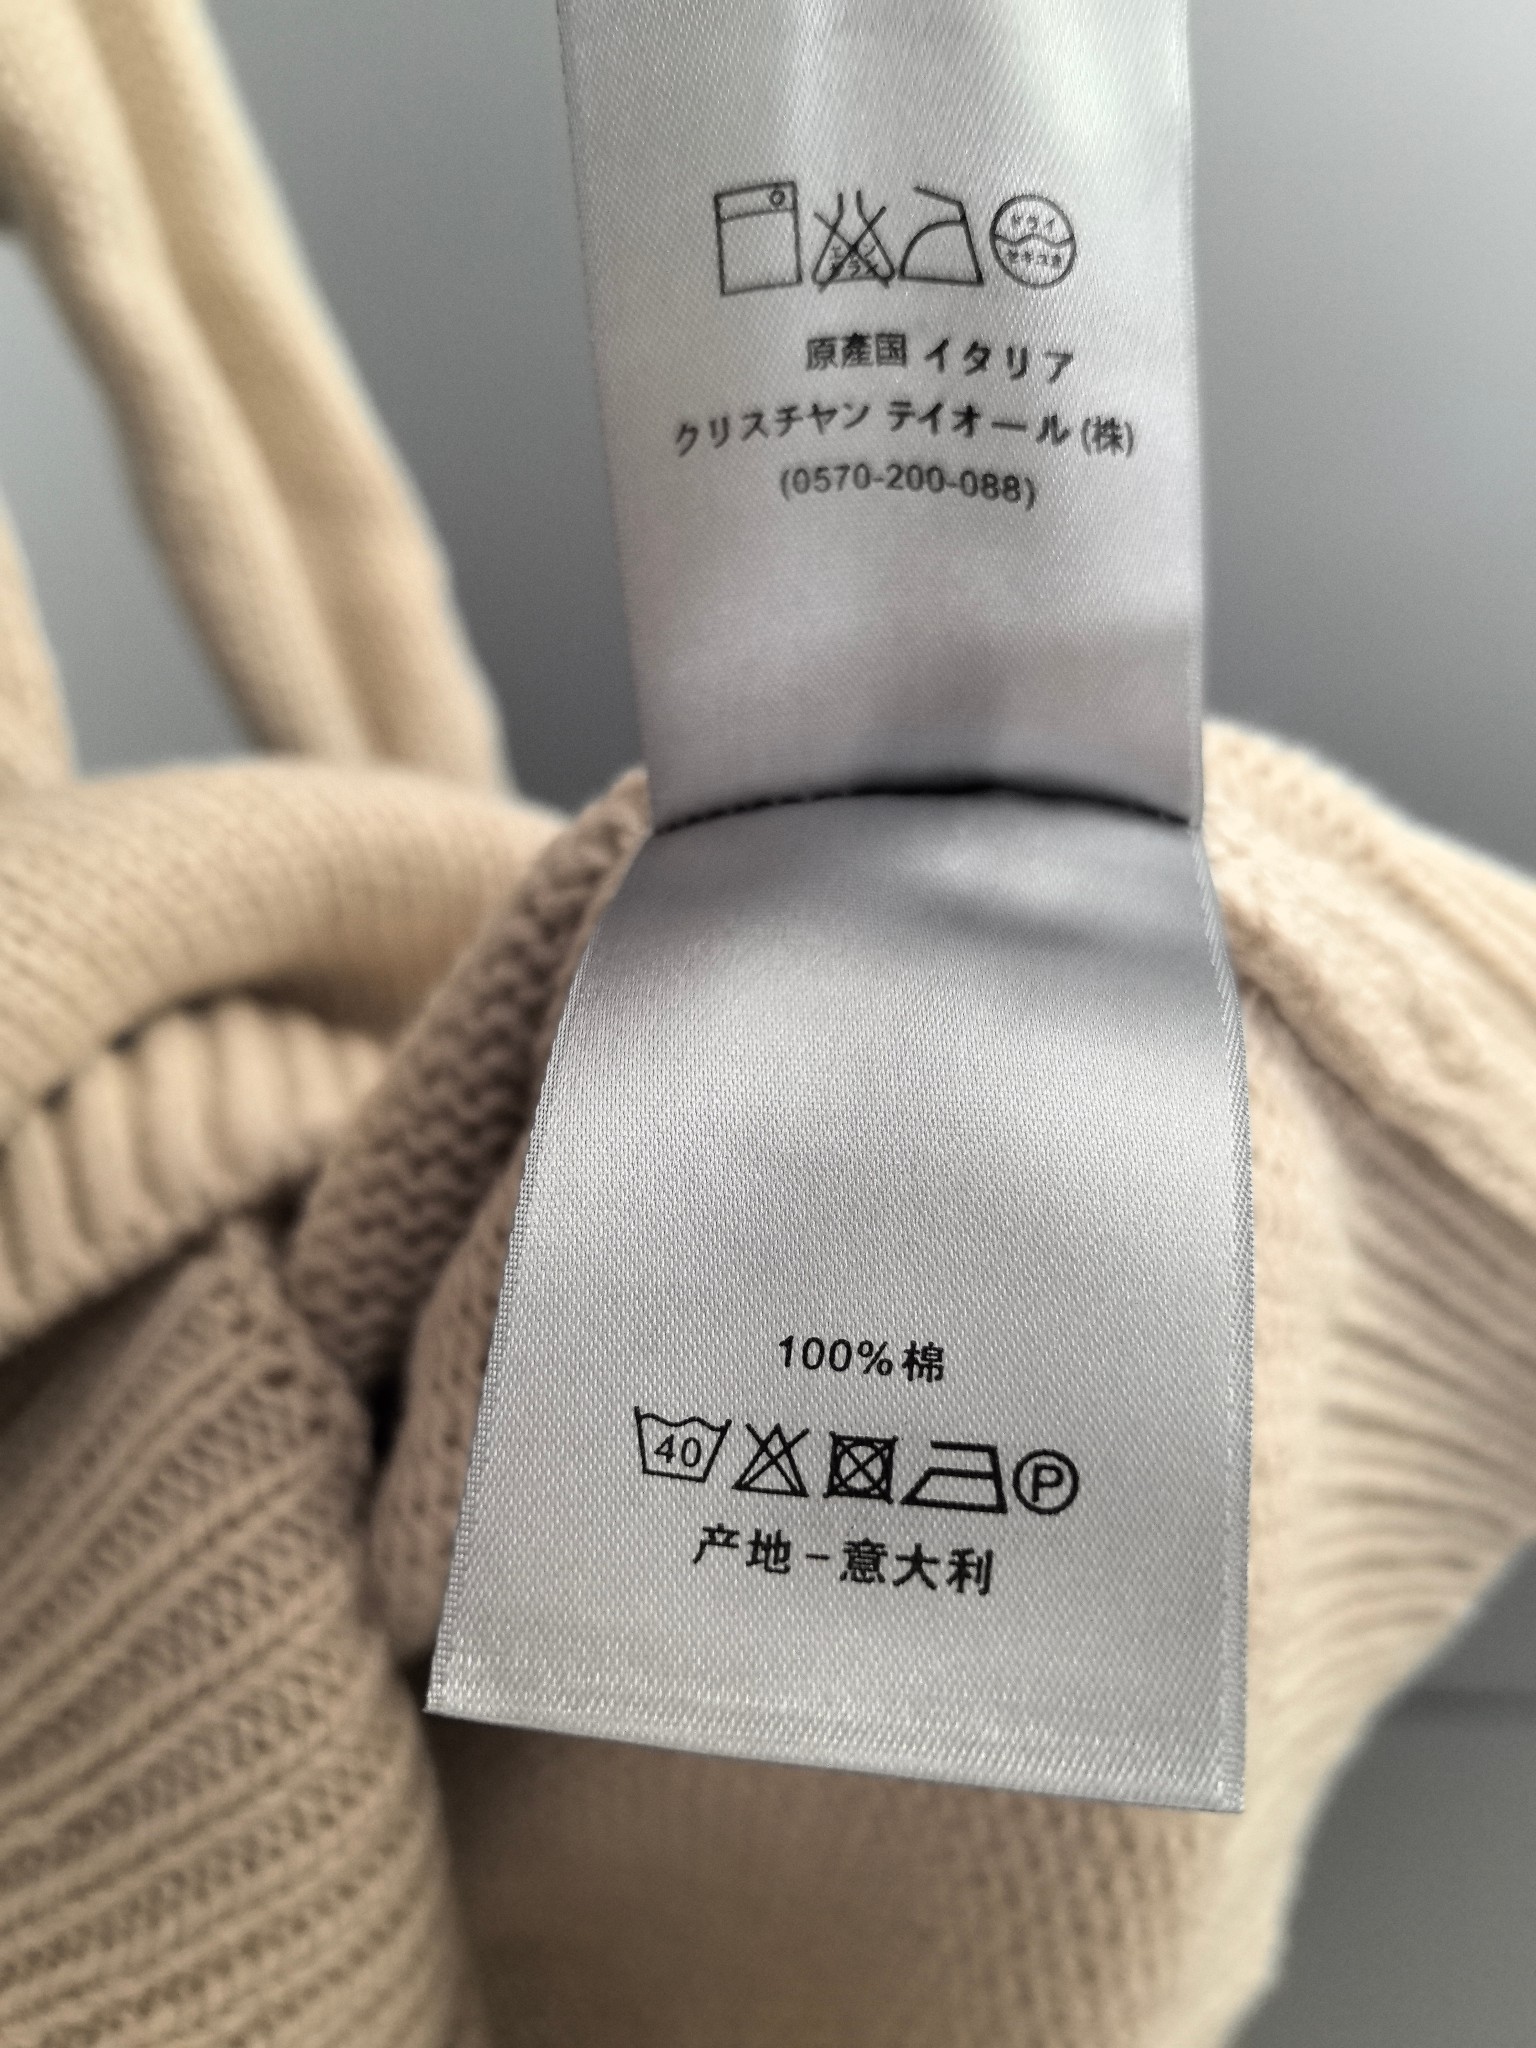 原産国 イタリア
クリスチャン テイオール (株)
(0570-200-088)
100%棉
40
P
产地-意大利